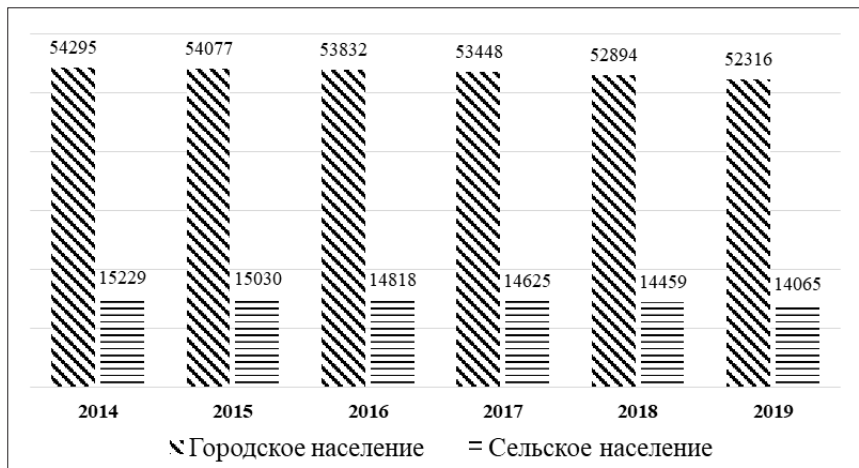 54295 54077 53832 53448 52894 52316
15229 15030 14818 14625 14459 14065
2014 2015 2016 2017 2018 2019
Городское население Сельское население